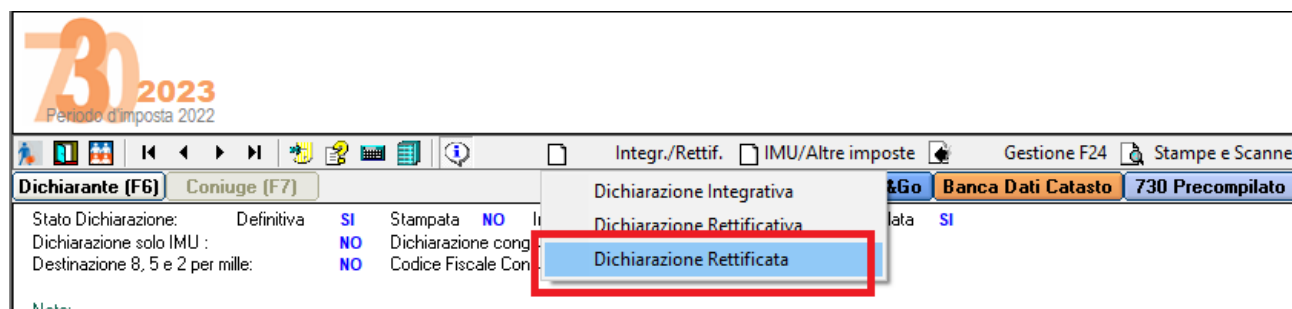 730 2023
Periodo d'imposta 2022
Integr./Rettif. IMU/Altre imposte Gestione F24 Stampe e Scanne
Dichiarante (F6) Coniuge (F7) &Go Banca Dati Catasto 730 Precompilato
Dichiarazione Integrativa
Dichiarazione Rettificativa
Dichiarazione Rettificata
Stato Dichiarazione: Definitiva SI Stampata NO lata SI
Dichiarazione solo IMU : NO Dichiarazione cong
Destinazione 8, 5 e 2 per mille: NO Codice Fiscale Con